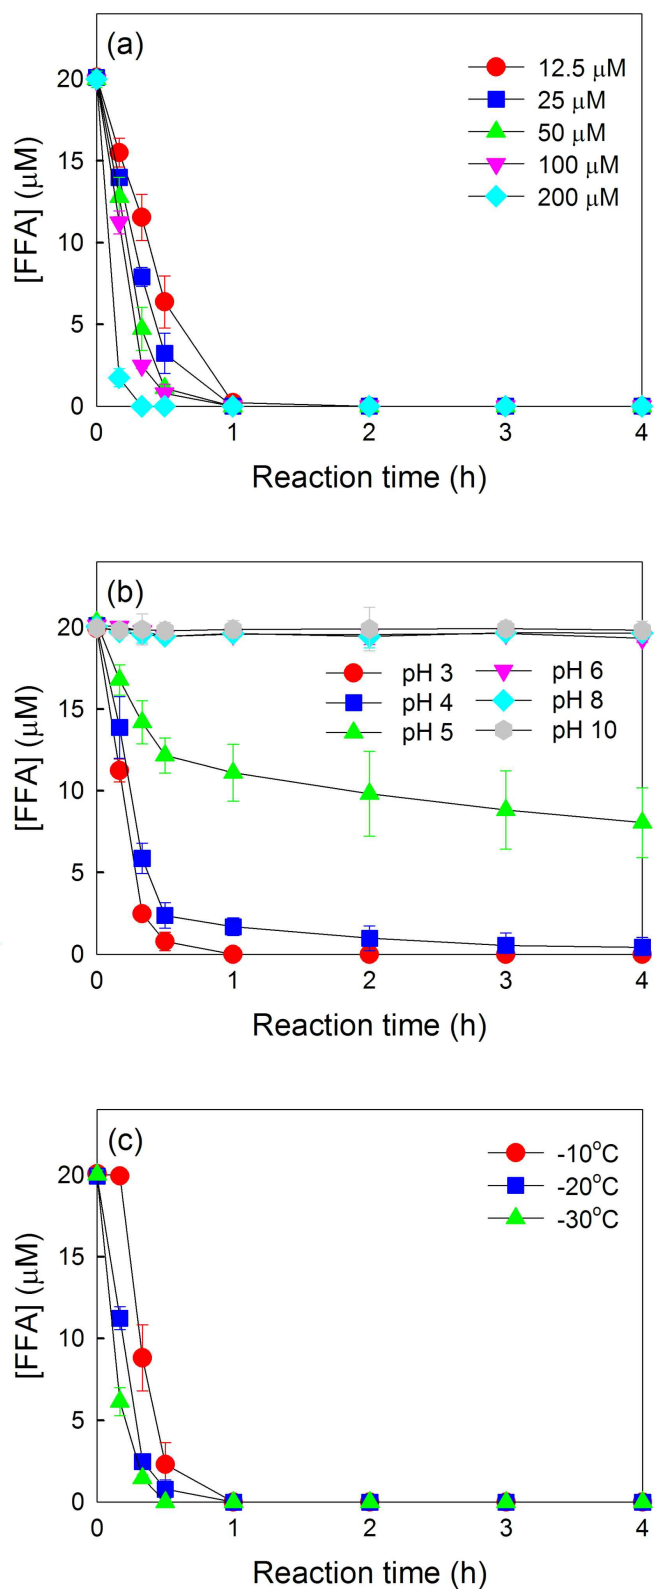 (a)
12.5 μM
25 μM
50 μM
100 μM
200 μM
[FFA] (μM)
20
15
10
5
0
0 1 2 3 4
Reaction time (h)
(b)
pH 3 pH 6
pH 4 pH 8
pH 5 pH 10
[FFA] (μM)
20
15
10
5
0
0 1 2 3 4
Reaction time (h)
(c)
-10°C
-20°C
-30°C
[FFA] (μM)
20
15
10
5
0
0 1 2 3 4
Reaction time (h)